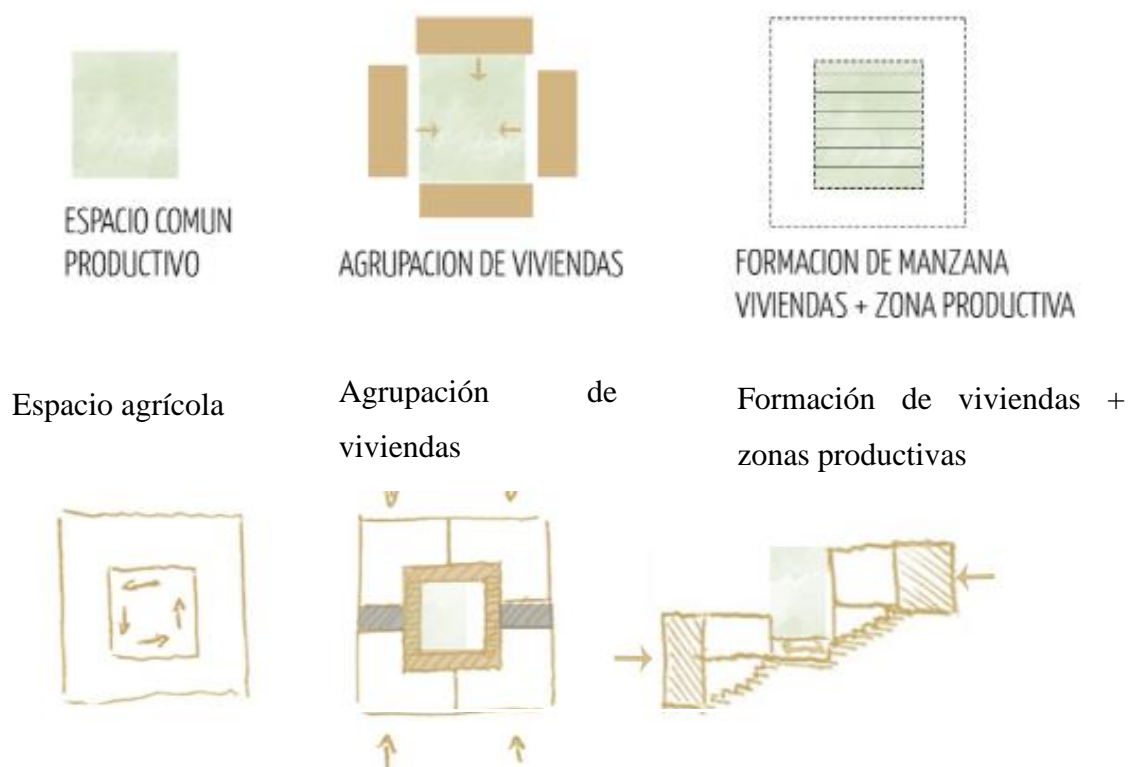 ESPACIO COMUN
PRODUCTIVO
AGRUPACION DE VIVIENDAS
FORMACION DE MANZANA
VIVIENDAS + ZONA PRODUCTIVA
Espacio agrícola
Agrupación de
viviendas
Formación de viviendas +
zonas productivas